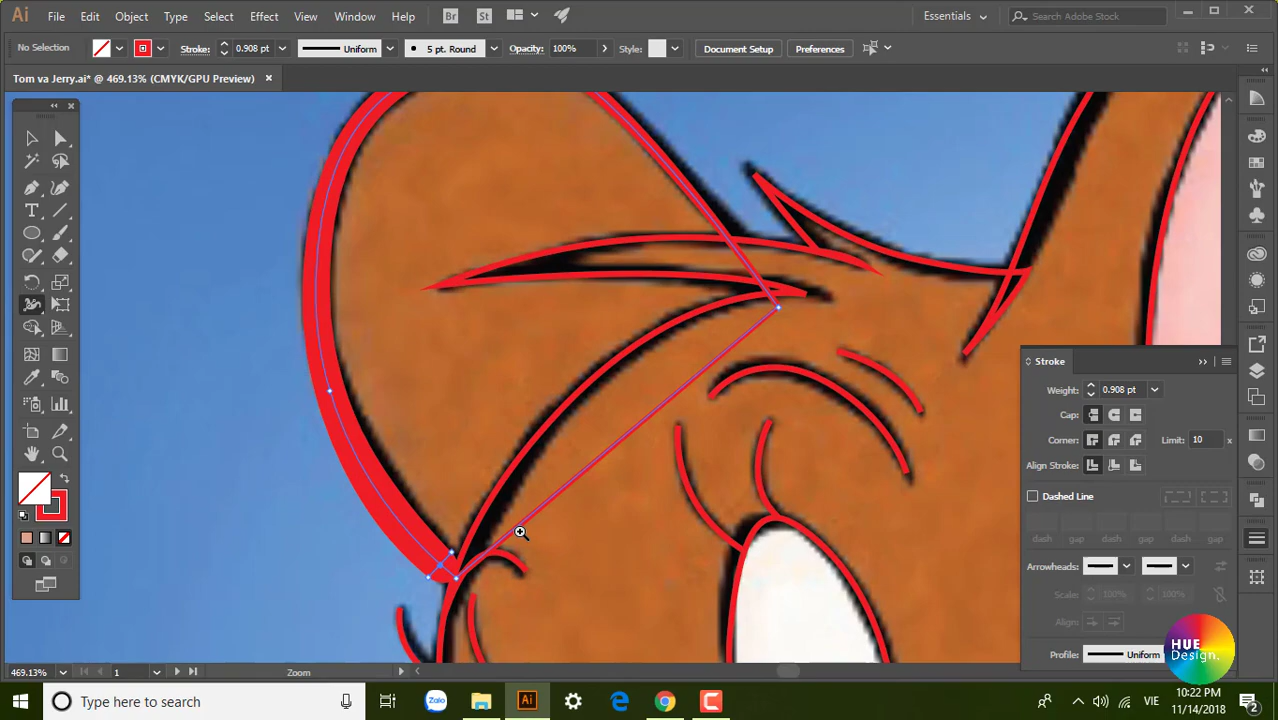 Ai File Edit Object Type Select Effect View Window Help Br St Essentials Search Adobe Stock
No Selection Stroke: 0.908 pt Uniform 5 pt. Round Opacity: 100% Style: Document Setup Preferences
Tom va Jerry.ai* @ 469.13% (CMYK/GPU Preview)
Stroke
Weight: 0.908 pt
Cap:
Corner: Limit: 10 x
Align Stroke:
Dashed Line
dash gap dash gap dash gap
Arrowheads:
Scale: 100% 100%
Align:
Profile: Uniform
HUE
Design.
469.13% 1 Zoom
Type here to search Zalo Ai VIE 10:22 PM
11/14/2018 2